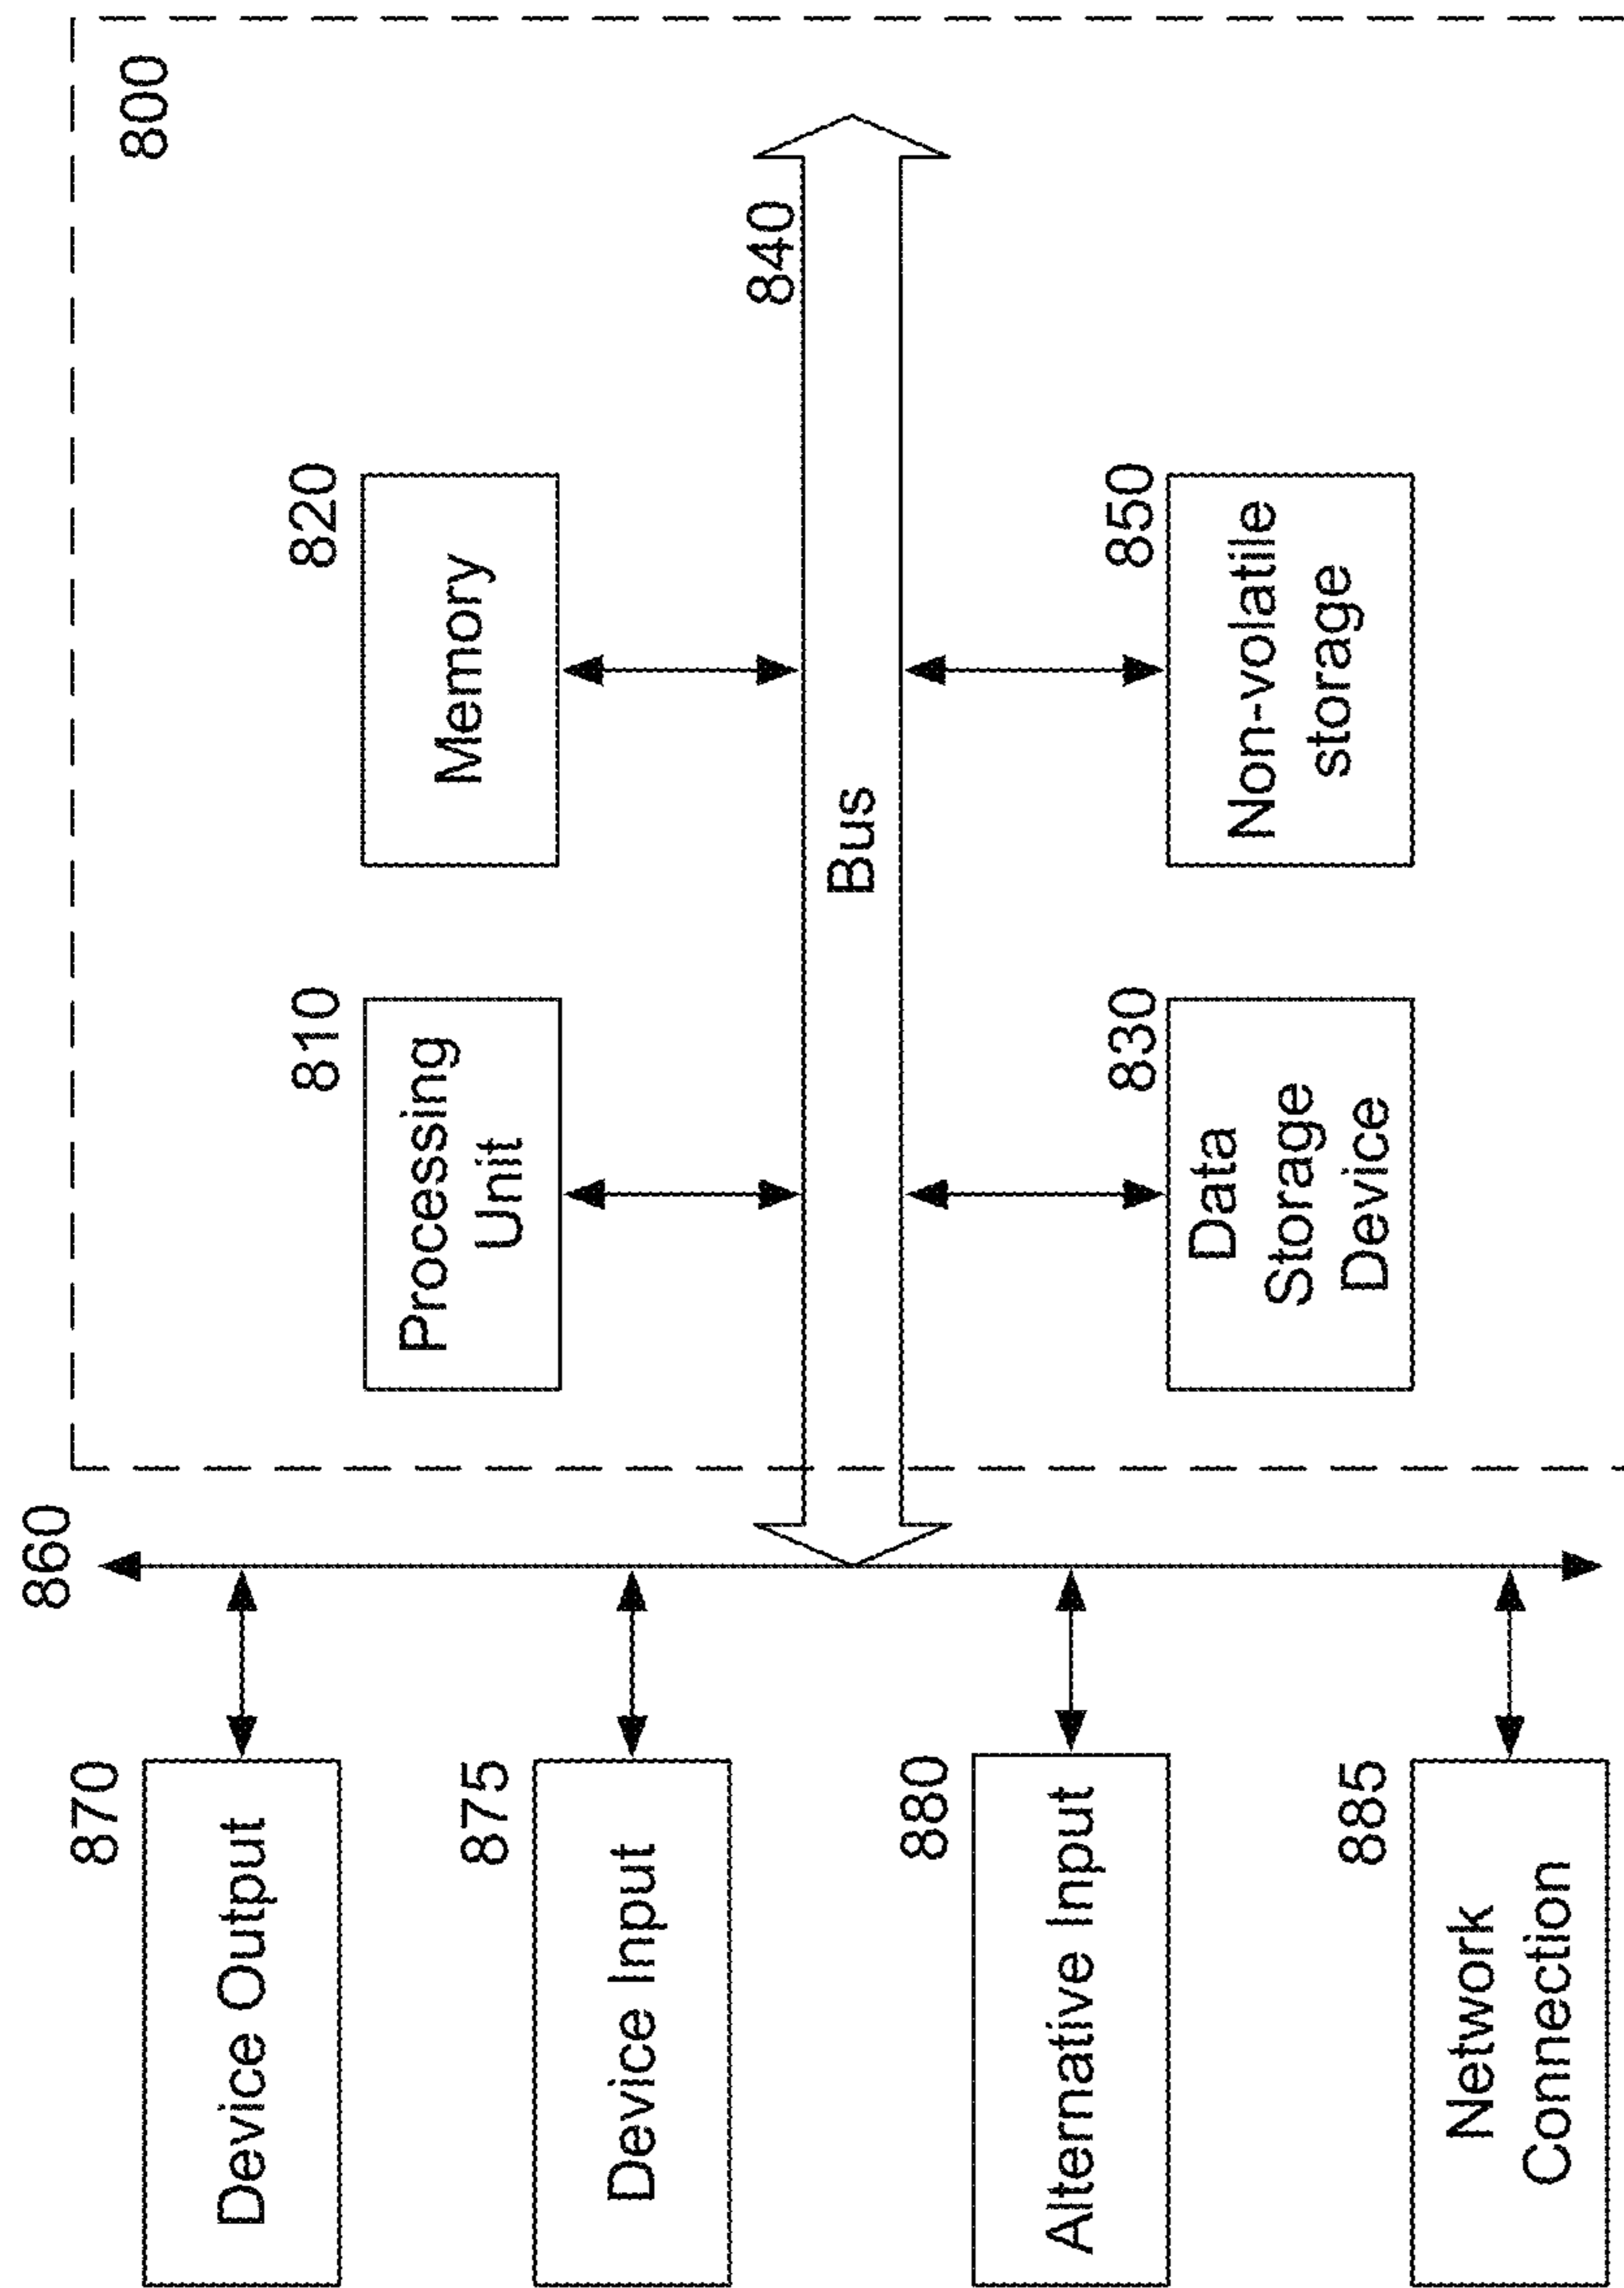 800
820
Memory
810
Processing
Unit
840
Bus
850
Non-volatile
storage
830
Data
Storage
Device
860
870
Device Output
875
Device Input
880
Alternative Input
885
Network
Connection